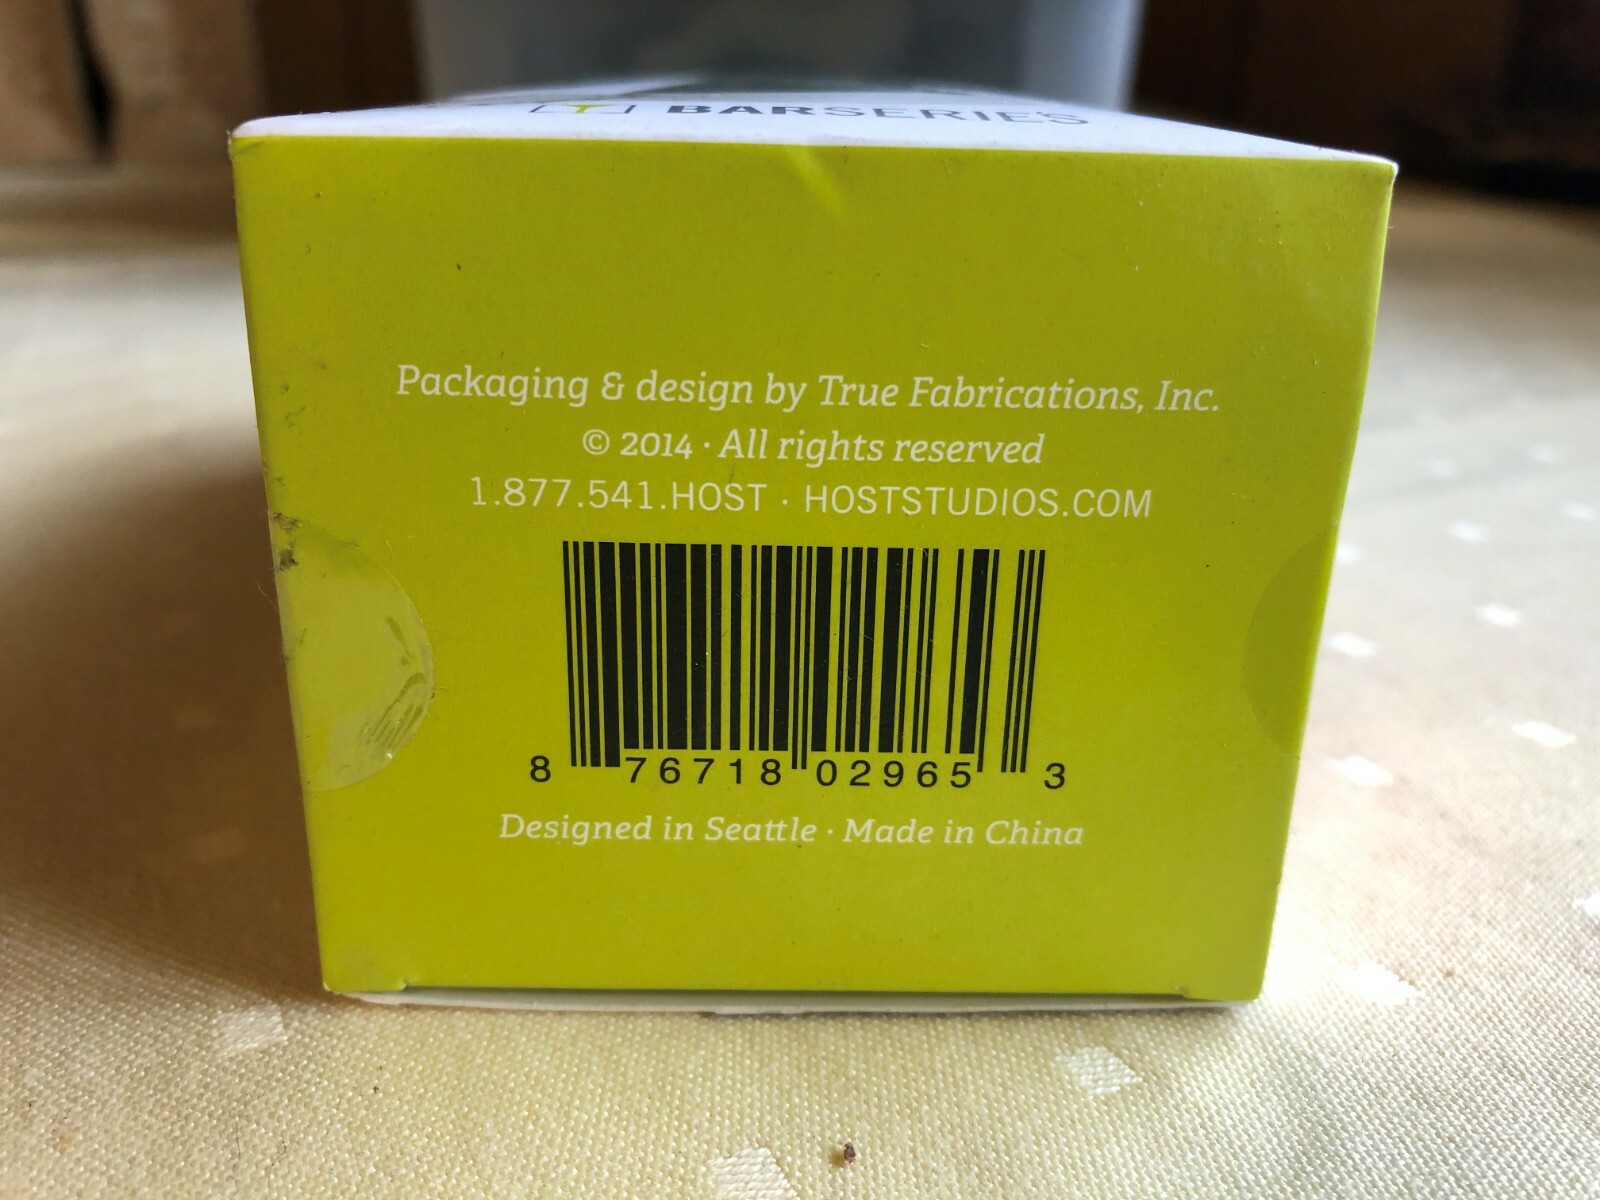 BARSERIES
Packaging & design by True Fabrications, Inc.
© 2014 · All rights reserved
1.877.541.HOST · HOSTSTUDIOS.COM
8 76718 02965 3
Designed in Seattle · Made in China